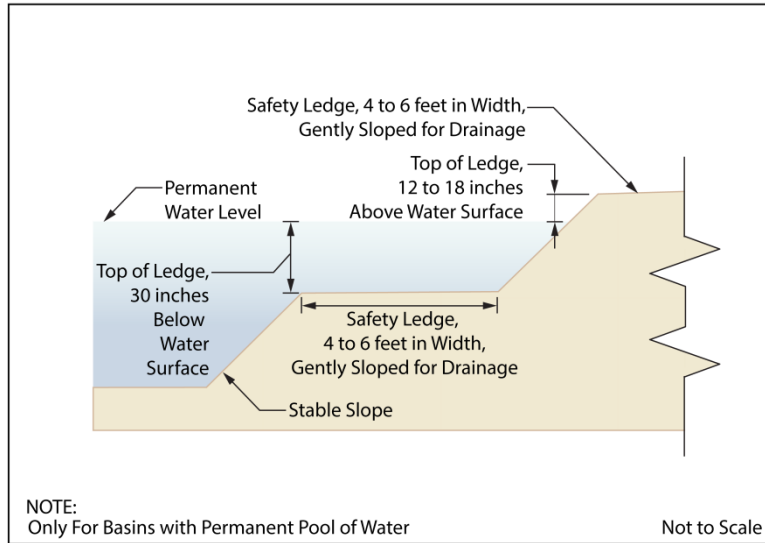 Safety Ledge, 4 to 6 feet in Width,
Gently Sloped for Drainage
Top of Ledge,
12 to 18 inches
Above Water Surface
Permanent
Water Level
Top of Ledge,
30 inches
Below
Water
Surface
Safety Ledge,
4 to 6 feet in Width,
Gently Sloped for Drainage
Stable Slope
NOTE:
Only For Basins with Permanent Pool of Water
Not to Scale